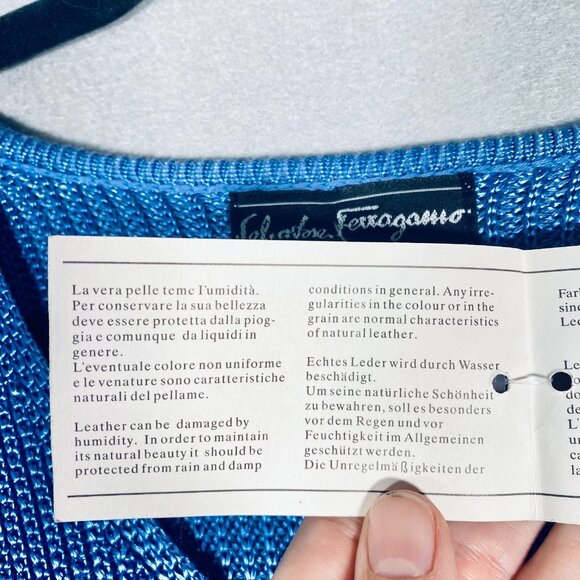 Salvatore Ferragamo
La vera pelle teme l'umidità.
Per conservare la sua bellezza
deve essere protetta dalla piog-
gia e comunque da liquidi in
genere.
L'eventuale colore non uniforme
e le venature sono caratteristiche
naturali del pellame.
Leather can be damaged by
humidity. In order to maintain
its natural beauty it should be
protected from rain and damp
conditions in general. Any irre-
gularities in the colour or in the
grain are normal characteristics
of natural leather.
Echtes Leder wird durch Wasser
beschädigt.
Um seine natürliche Schönheit
zu bewahren, soll es besonders
vor dem Regen und vor
Feuchtigkeit im Allgemeinen
geschützt werden.
Die Unregelmäßigkeiten der
Farb
sind
Lec